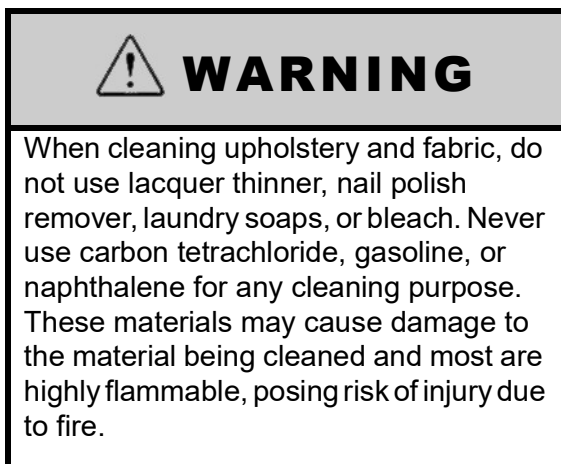 WARNING
When cleaning upholstery and fabric, do
not use lacquer thinner, nail polish
remover, laundry soaps, or bleach. Never
use carbon tetrachloride, gasoline, or
naphthalene for any cleaning purpose.
These materials may cause damage to
the material being cleaned and most are
highly flammable, posing risk of injury due
to fire.